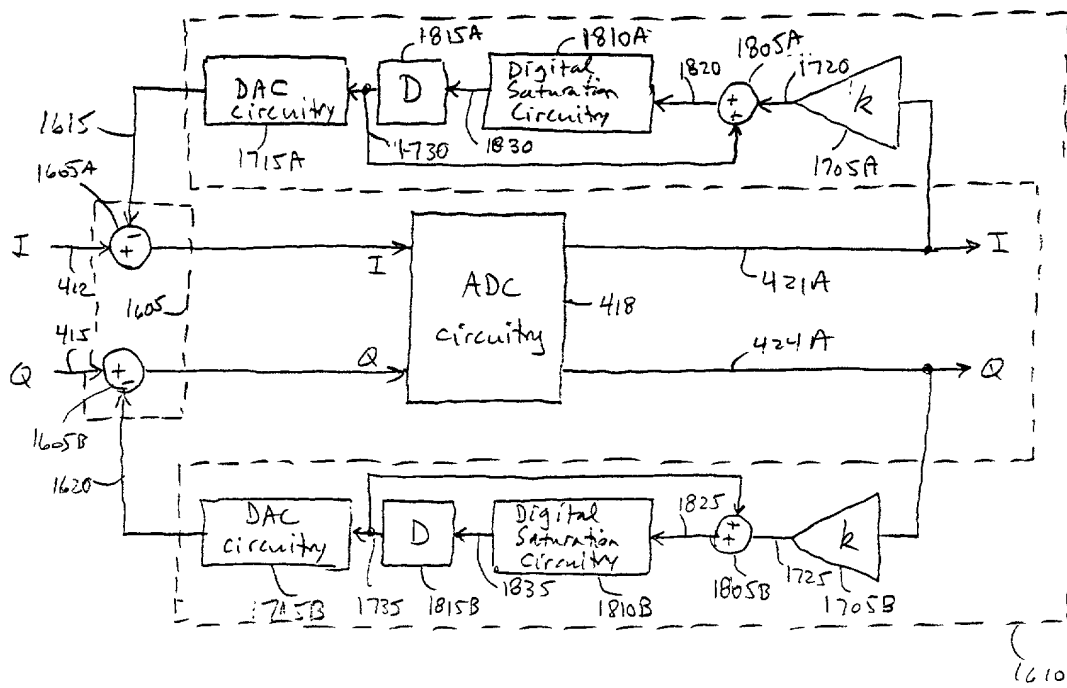 1815A
1810A
1805A
DAC
circuitry
D
Digital
Saturation
Circuitry
1820
1720
+
+
k
1615
1715A
1730
1830
1705A
1605A
I
+
-
I
I
412
1605
ADC
circuitry
418
421A
415
424A
Q
+
-
Q
Q
1605B
1620
DAC
circuitry
D
Digital
Saturation
Circuitry
1825
+
+
k
1715B
1735
1815B
1835
1810B
1805B
1725
1705B
1610